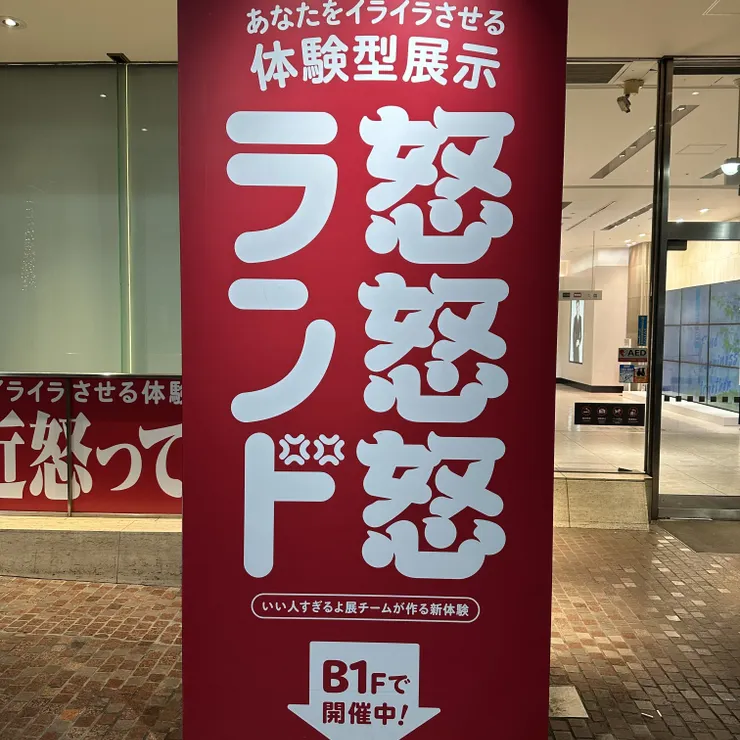 あなたをイライラさせる
体験型展示
怒怒怒
ランド
いい人すぎるよ展チームが作る新体験
B1Fで
開催中!
イライラさせる体験
近怒って
AED